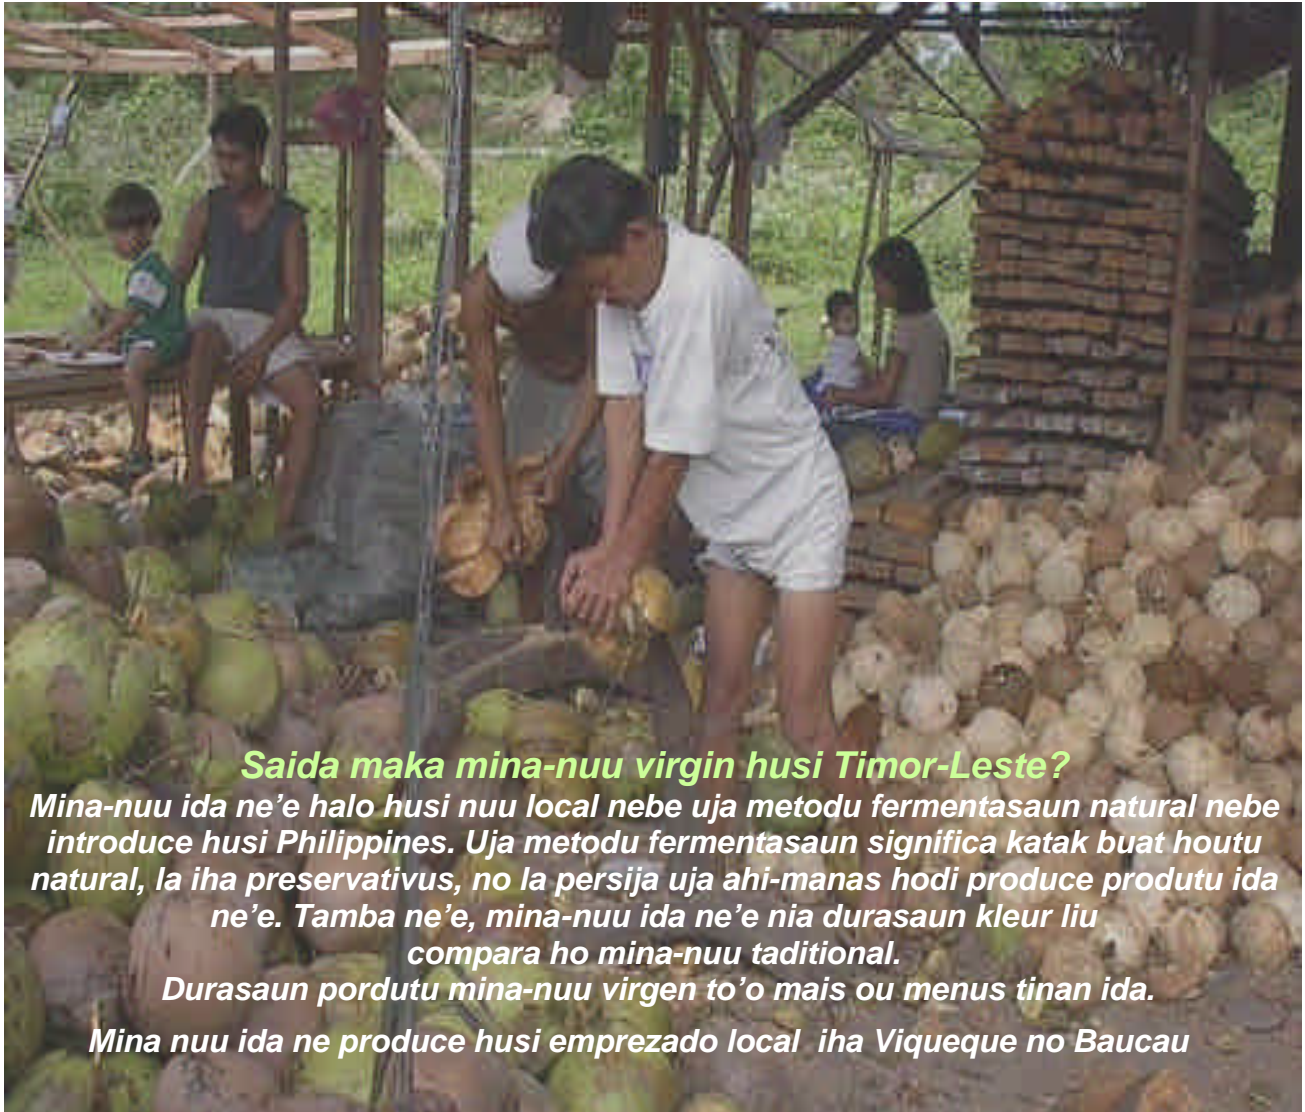 Saida maka mina-nuu virgin husi Timor-Leste?
Mina-nuu ida ne’e halo husi nuu local nebe uja metodu fermentasaun natural nebe
introduce husi Philippines. Uja metodu fermentasaun significa katak buat houtu
natural, la iha preservativus, no la persija uja ahi-manas hodi produce produtu ida
ne’e. Tamba ne’e, mina-nuu ida ne’e nia durasaun kleur liu
compara ho mina-nuu taditional.
Durasaun pordutu mina-nuu virgen to’o mais ou menus tinan ida.
Mina nuu ida ne produce husi emprezado local iha Viqueque no Baucau